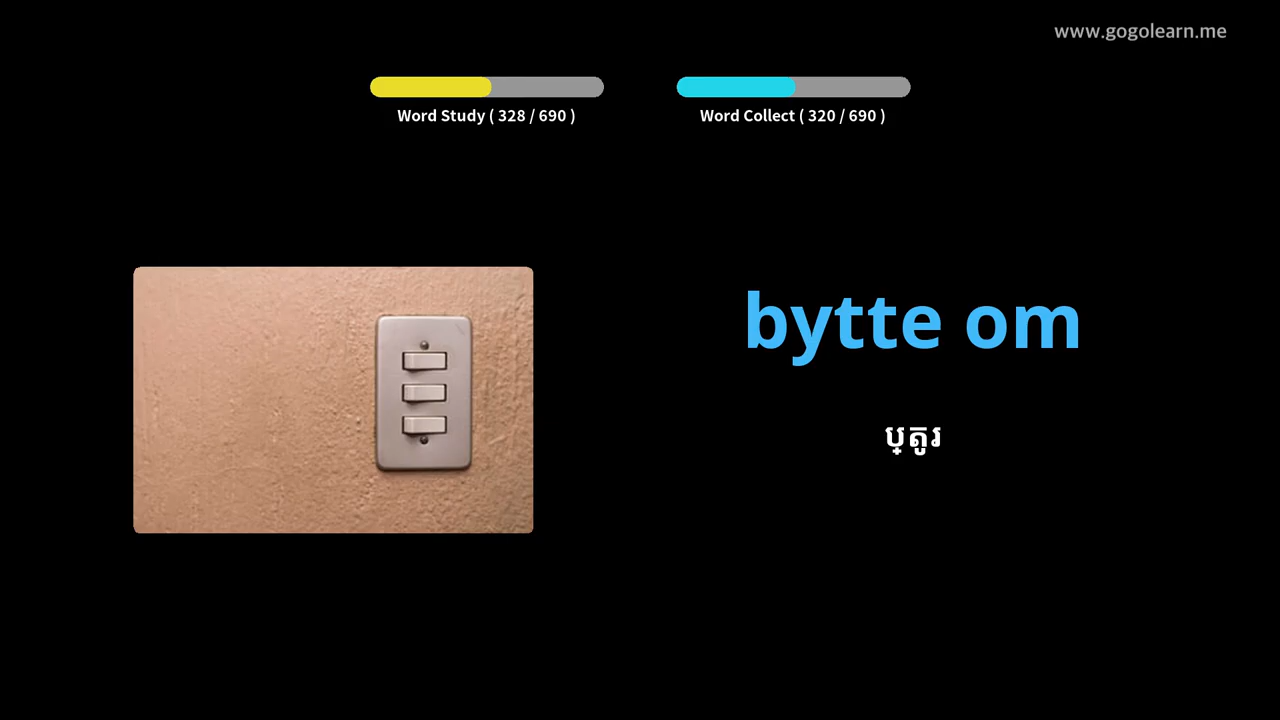 www.gogolearn.me
Word Study ( 328 / 690 )
Word Collect ( 320 / 690 )
bytte om
ប្តូរ